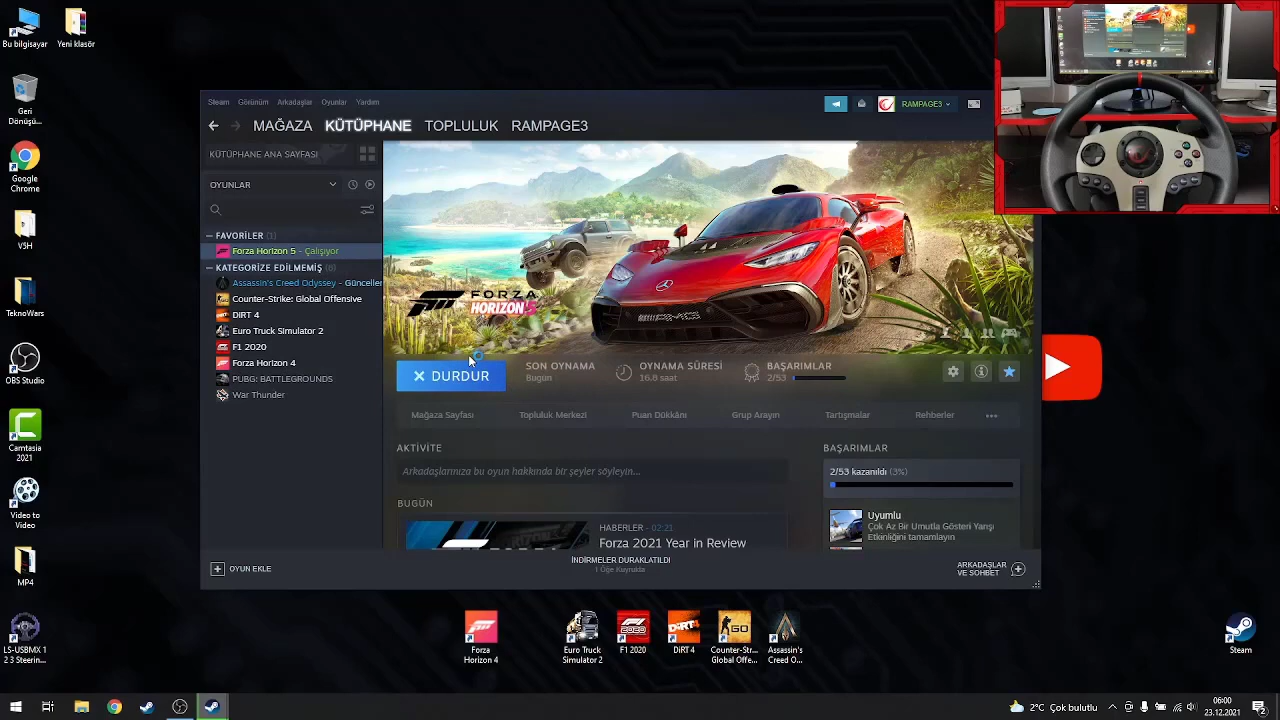 Bu bilgisayar
Yeni klasör
Geri
Dönüşü...
Google
Chrome
VSH
TeknoWars
OBS Studio
Camtasia
2021
Video to
Video
MP4
LS-USBMX 1
2 3 Steerin...
Steam Görünüm Arkadaşlar Oyunlar Yardım
RAMPAGE3
MAĞAZA KÜTÜPHANE TOPLULUK RAMPAGE3
KÜTÜPHANE ANA SAYFASI
OYUNLAR
FAVORİLER (1)
Forza Horizon 5 - Çalışıyor
KATEGORİZE EDİLMEMİŞ (8)
Assassin's Creed Odyssey - Günceller
Counter-Strike: Global Offensive
DiRT 4
Euro Truck Simulator 2
F1 2020
Forza Horizon 4
PUBG: BATTLEGROUNDS
War Thunder
FORZA
HORIZON 5
DURDUR
SON OYNAMA
Bugün
OYNAMA SÜRESİ
16.8 saat
BAŞARIMLAR
2/53
Mağaza Sayfası Topluluk Merkezi Puan Dükkânı Grup Arayın Tartışmalar Rehberler
AKTİVİTE
Arkadaşlarınıza bu oyun hakkında bir şeyler söyleyin...
BUGÜN
HABERLER - 02:21
Forza 2021 Year in Review
BAŞARIMLAR
2/53 kazanıldı (3%)
Uyumlu
Çok Az Bir Umutla Gösteri Yarışı
Etkinliğini tamamlayın
OYUN EKLE
İNDİRMELER DURAKLATILDI
1 Öğe Kuyrukta
ARKADAŞLAR
VE SOHBET
Forza
Horizon 4
Euro Truck
Simulator 2
F1 2020
DiRT 4
Counter-Str...
Global Offe...
Assassin's
Creed O...
Steam
2°C Çok bulutlu
06:00
23.12.2021